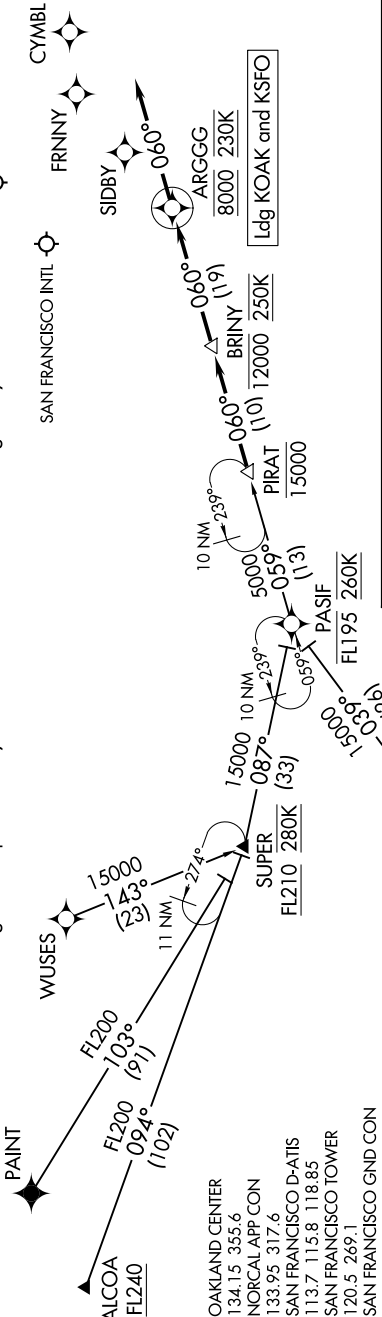 CYMBL
FRNNY
SIDBY
SAN FRANCISCO INTL
060°
ARGGG
8000 230K
Ldg KOAK and KSFO
060°
(19)
BRINY
12000 250K
060°
(10)
PIRAT
15000
10 NM
239°
5000
059°
(13)
PASIF
FL195 260K
10 NM
239°
059°
15000
039°
15000
087°
(33)
SUPER
FL210 280K
WUSES
15000
143°
(23)
11 NM
274°
PAINT
FL200
103°
(91)
FL200
094°
(102)
ALCOA
FL240
OAKLAND CENTER
134.15 355.6
NORCAL APP CON
133.95 317.6
SAN FRANCISCO D-ATIS
113.7 115.8 118.85
SAN FRANCISCO TOWER
120.5 269.1
SAN FRANCISCO GND CON